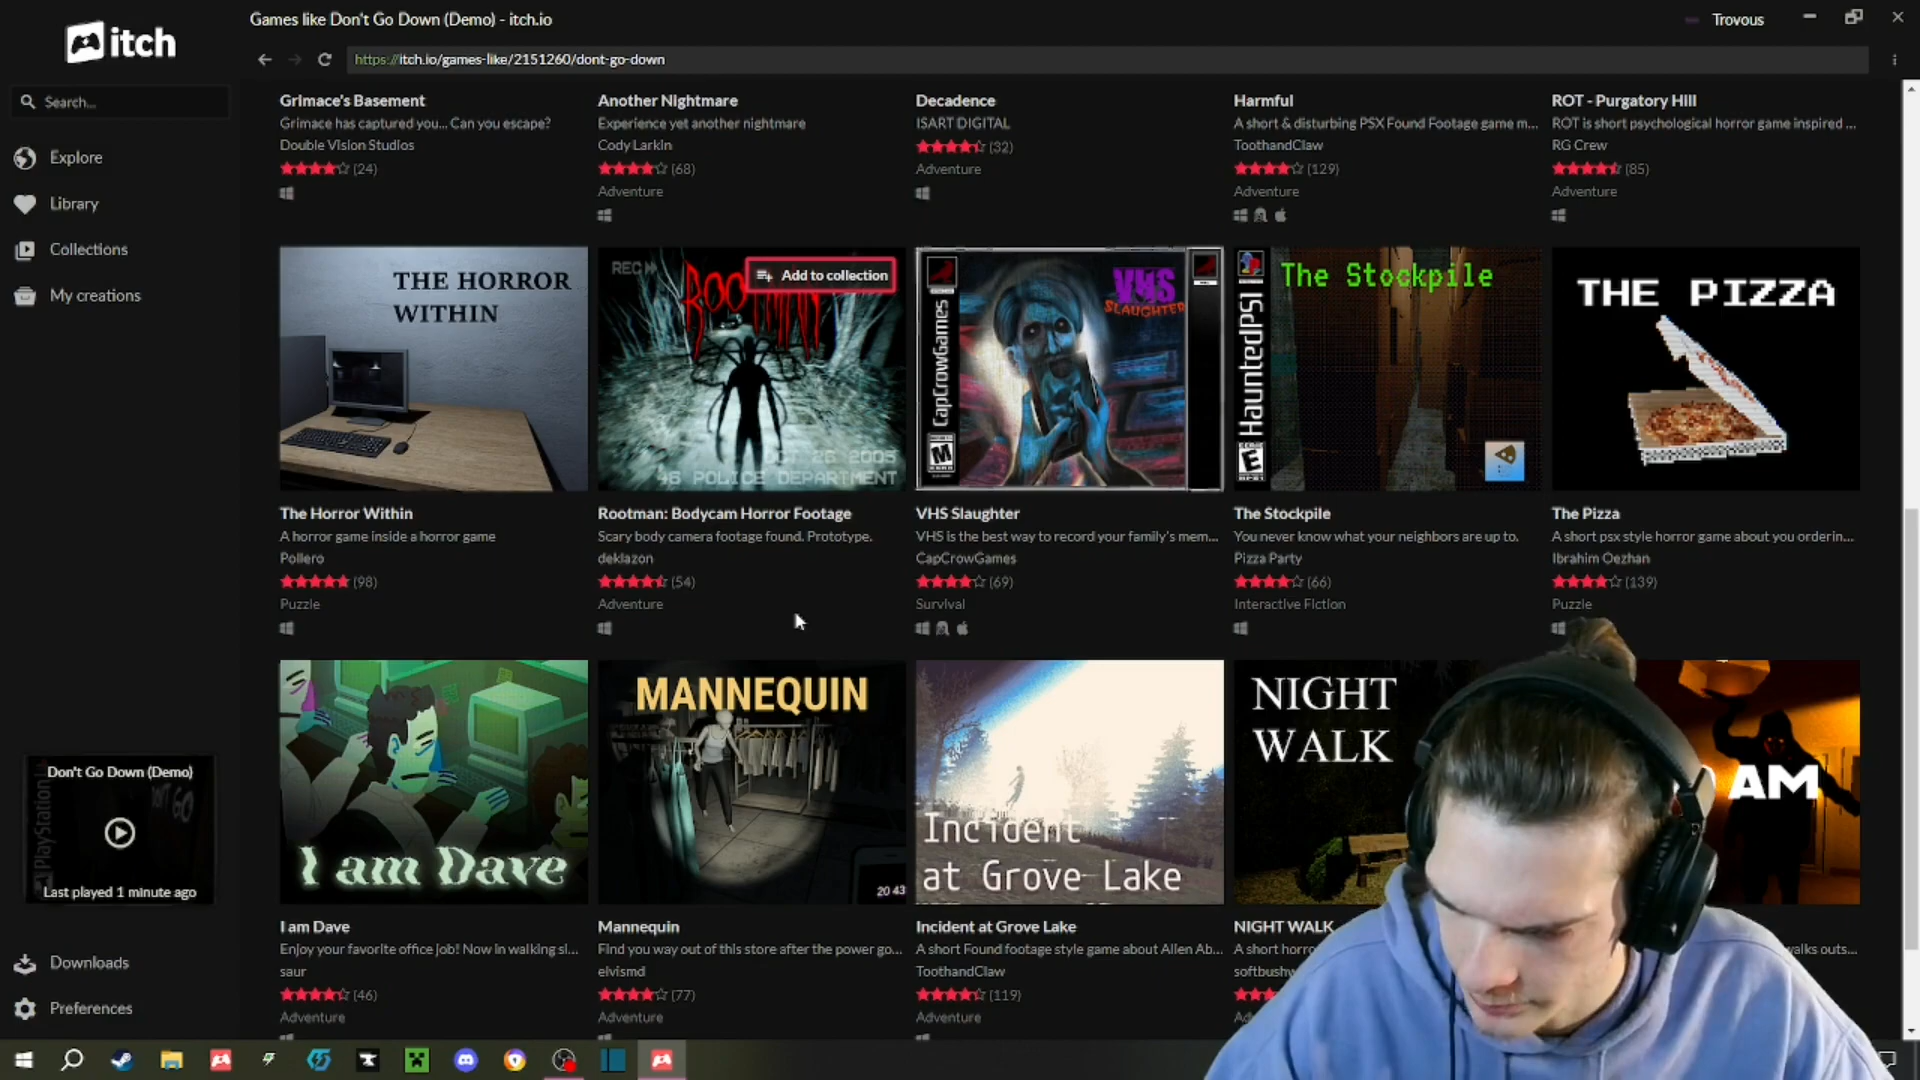 Games like Don't Go Down (Demo) - itch.io
Trovous
itch
https://itch.io/games-like/2151260/dont-go-down
Search...
Explore
Library
Collections
My creations
Grimace's Basement
Grimace has captured you... Can you escape?
Double Vision Studios
(24)
Another Nightmare
Experience yet another nightmare
Cody Larkin
(68)
Adventure
Decadence
ISART DIGITAL
(32)
Adventure
Harmful
A short & disturbing PSX Found Footage game m...
ToothandClaw
(129)
Adventure
ROT - Purgatory Hill
ROT is short psychological horror game inspired ...
RG Crew
(85)
Adventure
THE HORROR
WITHIN
REC
Add to collection
OCT 26 2005
46 POLICE DEPARTMENT
CapCrowGames
VHS
SLAUGHTER
M
HauntedPS1
E
The Stockpile
THE PIZZA
The Horror Within
A horror game inside a horror game
Pollero
(98)
Puzzle
Rootman: Bodycam Horror Footage
Scary body camera footage found. Prototype.
deklazon
(54)
Adventure
VHS Slaughter
VHS is the best way to record your family's mem...
CapCrowGames
(69)
Survival
The Stockpile
You never know what your neighbors are up to.
Pizza Party
(66)
Interactive Fiction
The Pizza
A short psx style horror game about you orderin...
Ibrahim Oezhan
(139)
Puzzle
I am Dave
MANNEQUIN
20 43
Incident
at Grove Lake
NIGHT
WALK
AM
I am Dave
Enjoy your favorite office job! Now in walking si...
saur
(46)
Adventure
Mannequin
Find you way out of this store after the power go...
elvismd
(77)
Adventure
Incident at Grove Lake
A short Found footage style game about Allen Ab...
ToothandClaw
(119)
Adventure
NIGHT WALK
A short horro
softbushw
walks outs...
Don't Go Down (Demo)
PlayStation
GO
Last played 1 minute ago
Downloads
Preferences